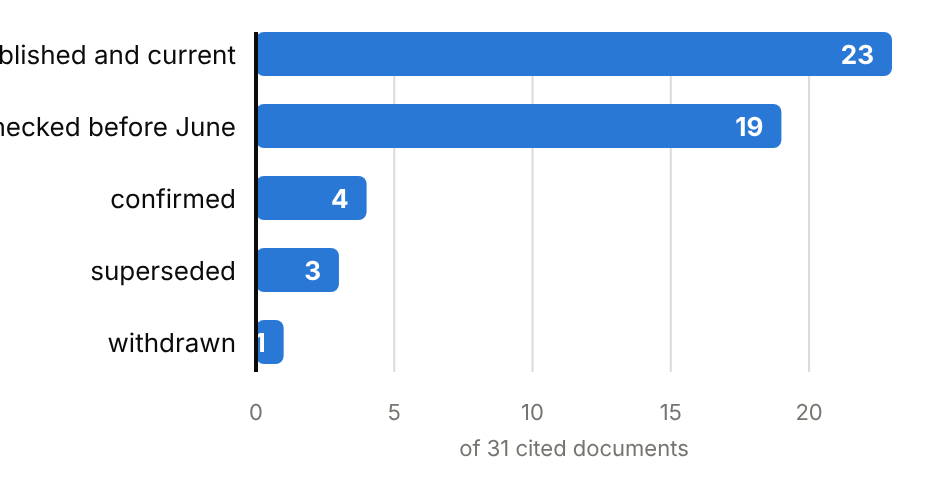 blished and current 23
hecked before June 19
confirmed 4
superseded 3
withdrawn 1
0 5 10 15 20
of 31 cited documents